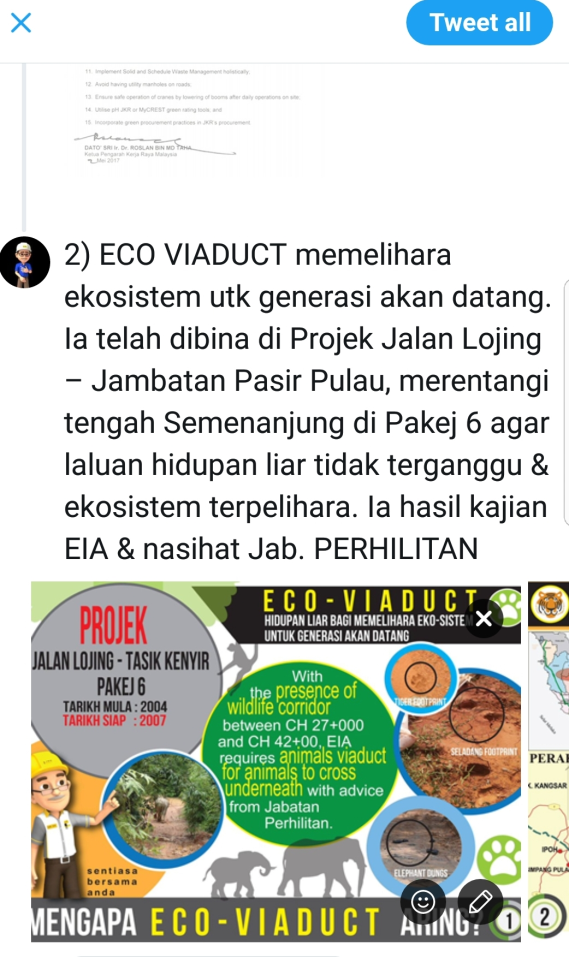 Tweet all
11. Implement Solid and Schedule Waste Management holistically.
12. Avoid having utility manholes on roads.
13. Ensure safe operation of cranes by lowering of booms after daily operations on site.
14. Utilise pH JKR or MyCREST green rating tools, and
15. Incorporate green procurement practices in JKR's procurement.
DATO' SRI Ir. Dr. ROSLAN BIN MD TAHA
Ketua Pengarah Kerja Raya Malaysia
Mei 2017
2) ECO VIADUCT memelihara
ekosistem utk generasi akan datang.
Ia telah dibina di Projek Jalan Lojing
– Jambatan Pasir Pulau, merentangi
tengah Semenanjung di Pakej 6 agar
laluan hidupan liar tidak terganggu &
ekosistem terpelihara. Ia hasil kajian
EIA & nasihat Jab. PERHILITAN
ECO-VIADUCT
HIDUPAN LIAR BAGI MEMELIHARA EKO-SISTEM
UNTUK GENERASI AKAN DATANG
PROJEK
JALAN LOJING - TASIK KENYIR
PAKEJ 6
TARIKH MULA : 2004
TARIKH SIAP : 2007
With
the presence of
wildlife corridor
between CH 27+000
and CH 42+00, EIA
requires animals viaduct
for animals to cross
underneath with advice
from Jabatan
Perhilitan.
TIGER FOOTPRINT
SELADANG FOOTPRINT
ELEPHANT DUNGS
sentiasa
bersama
anda
MENGAPA ECO-VIADUCT ARING? 1
PERA
K. KANGSAR
IPOH
2